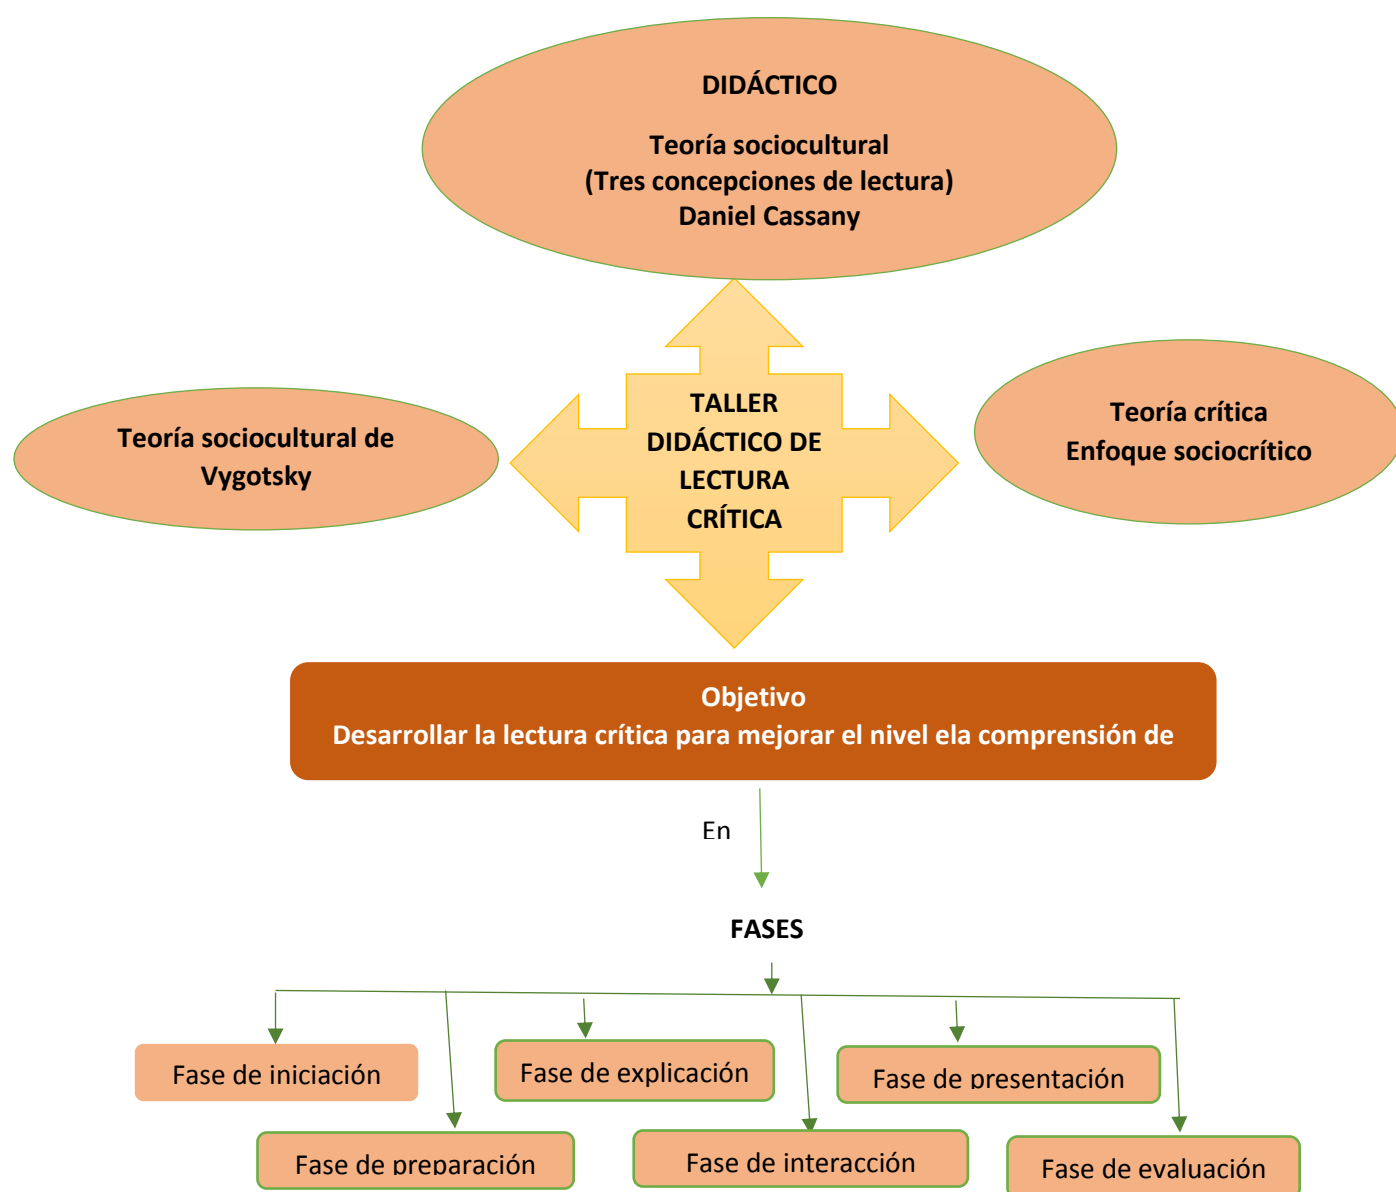 DIDÁCTICO
Teoría sociocultural
(Tres concepciones de lectura)
Daniel Cassany
Teoría sociocultural de
Vygotsky
TALLER
DIDÁCTICO DE
LECTURA
CRÍTICA
Teoría crítica
Enfoque sociocrítico
Objetivo
Desarrollar la lectura crítica para mejorar el nivel ela comprensión de
En
FASES
Fase de iniciación
Fase de explicación
Fase de presentación
Fase de preparación
Fase de interacción
Fase de evaluación